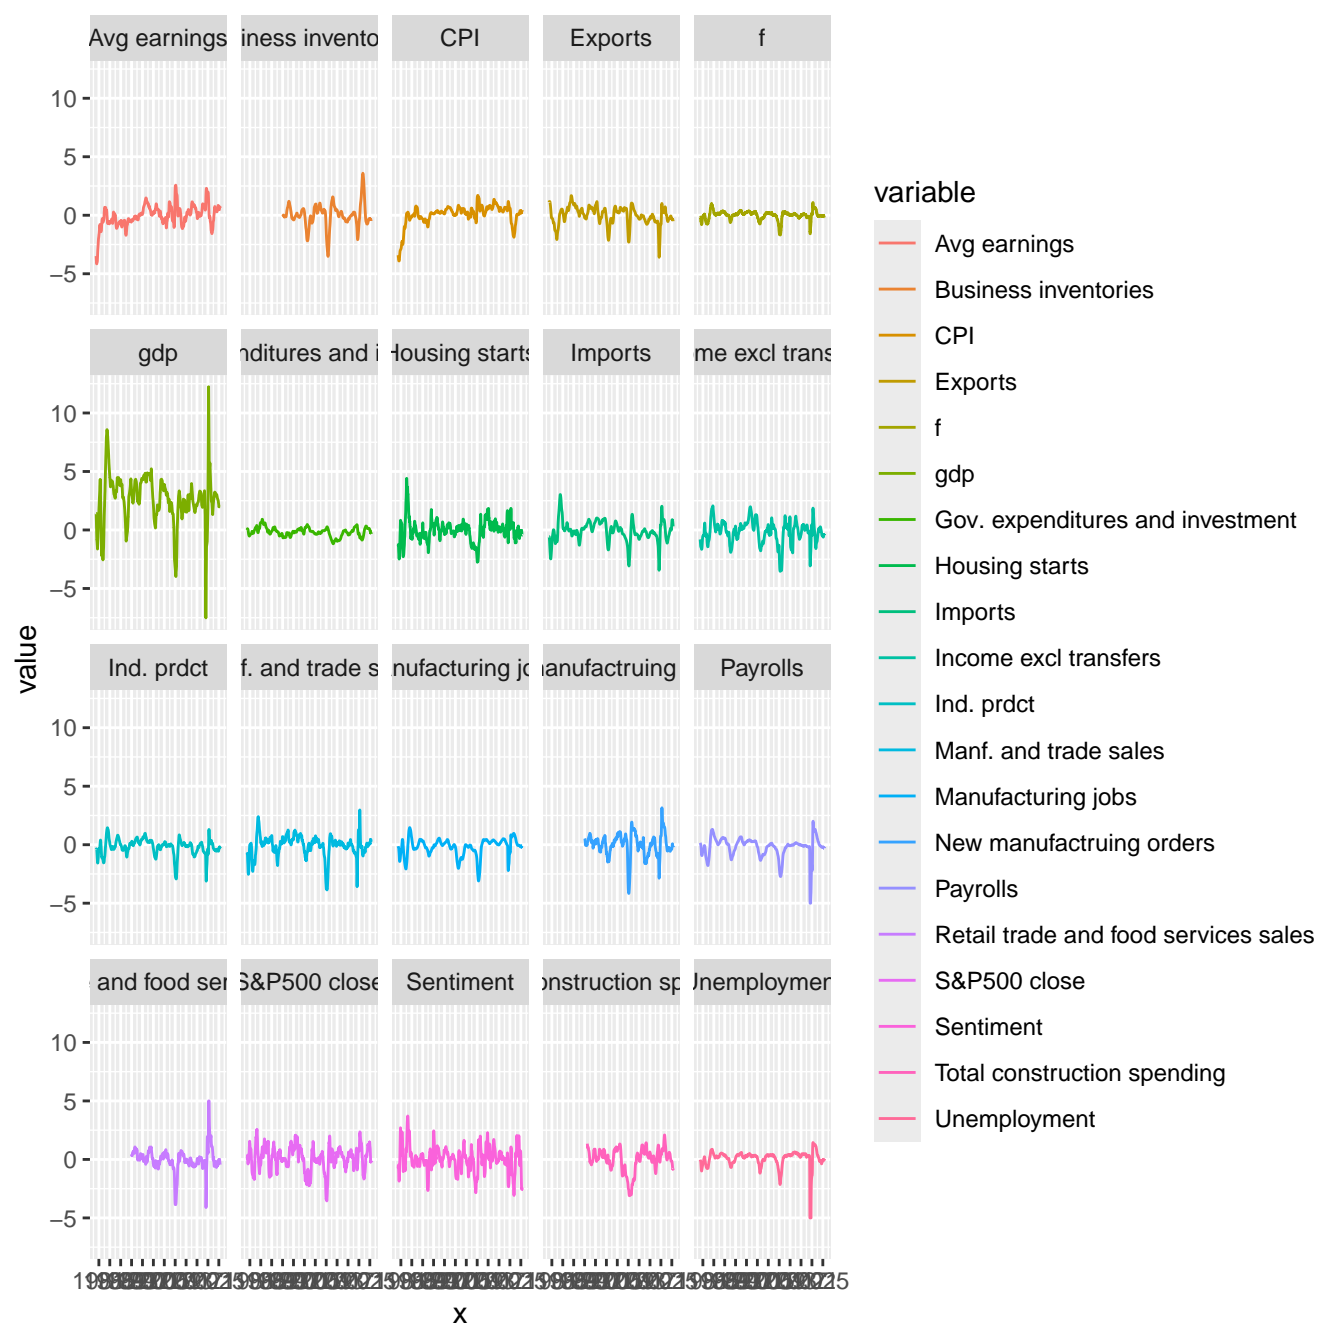 Avg earnings
iness invento
CPI
Exports
f
10
5
0
−5
gdp
nditures and i
Housing starts
Imports
me excl trans
10
5
0
−5
Ind. prdct
f. and trade s
nufacturing jo
manufactruing
Payrolls
10
5
0
−5
and food ser
S&P500 close
Sentiment
onstruction sp
Unemploymen
10
5
0
−5
value
x
variable
Avg earnings
Business inventories
CPI
Exports
f
gdp
Gov. expenditures and investment
Housing starts
Imports
Income excl transfers
Ind. prdct
Manf. and trade sales
Manufacturing jobs
New manufactruing orders
Payrolls
Retail trade and food services sales
S&P500 close
Sentiment
Total construction spending
Unemployment